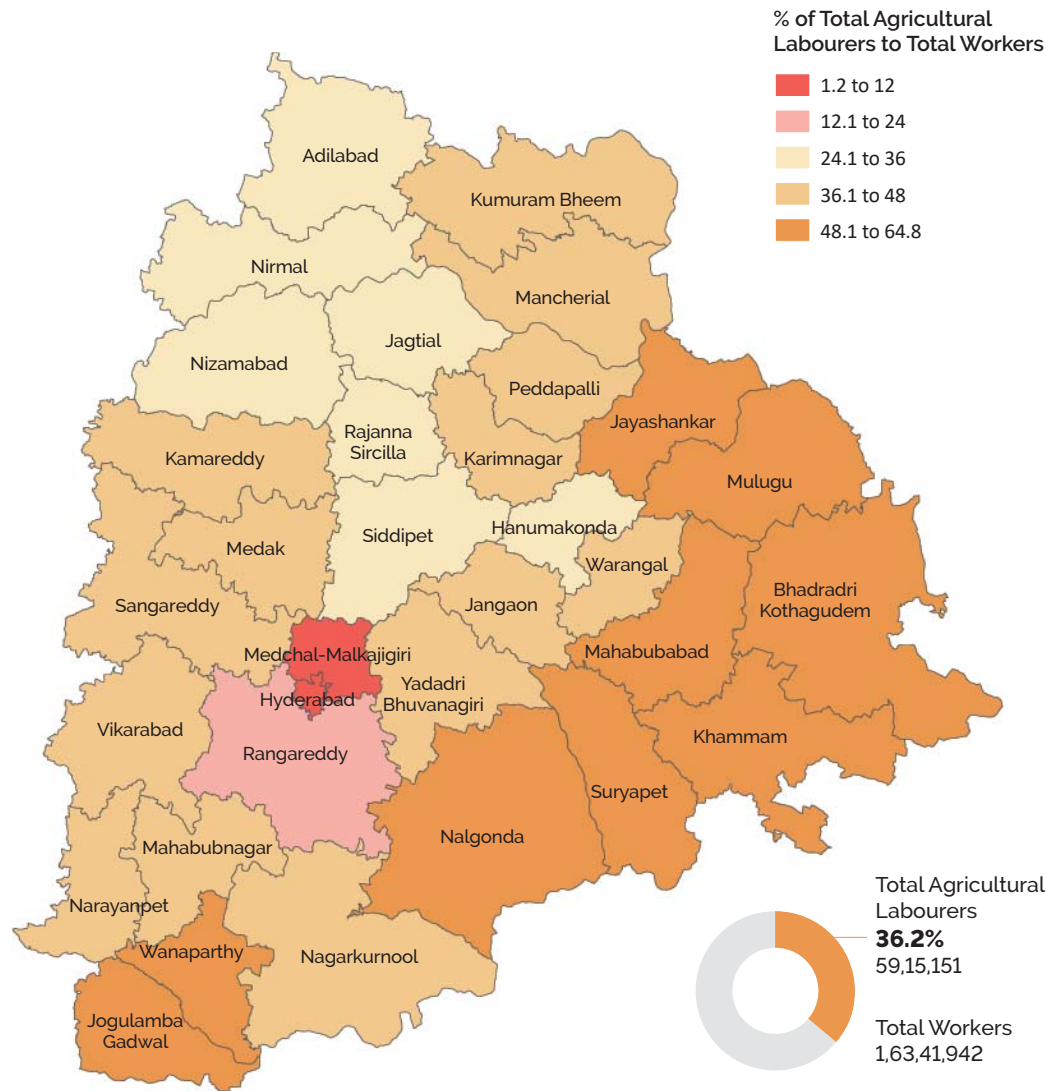 % of Total Agricultural
Labourers to Total Workers
1.2 to 12
12.1 to 24
24.1 to 36
36.1 to 48
48.1 to 64.8
Adilabad
Kumuram Bheem
Nirmal
Mancherial
Jagtial
Nizamabad
Peddapalli
Jayashankar
Rajanna
Sircilla
Kamareddy
Karimnagar
Mulugu
Siddipet
Hanumakonda
Medak
Warangal
Bhadradri
Kothagudem
Sangareddy
Jangaon
Medchal-Malkajigiri
Mahabubabad
Hyderabad
Yadadri
Bhuvanagiri
Vikarabad
Khammam
Rangareddy
Suryapet
Nalgonda
Mahabubnagar
Narayanpet
Wanaparthy
Nagarkurnool
Jogulamba
Gadwal
Total Agricultural
Labourers
36.2%
59,15,151
Total Workers
1,63,41,942